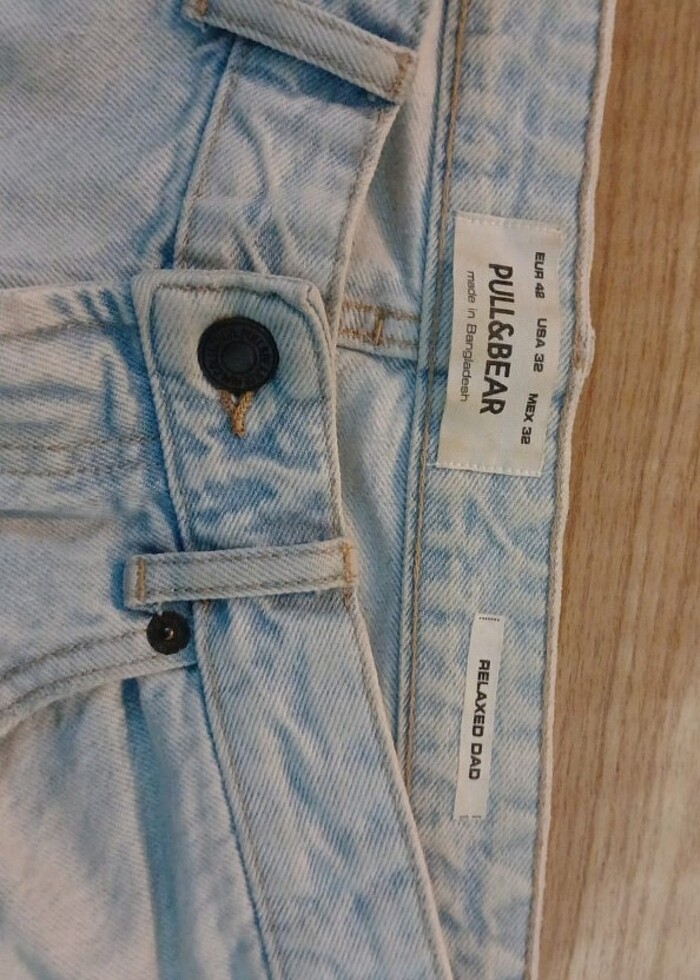 EUR 42 USA 32 MEX 32
PULL&BEAR
made in Bangladesh
RELAXED DAD